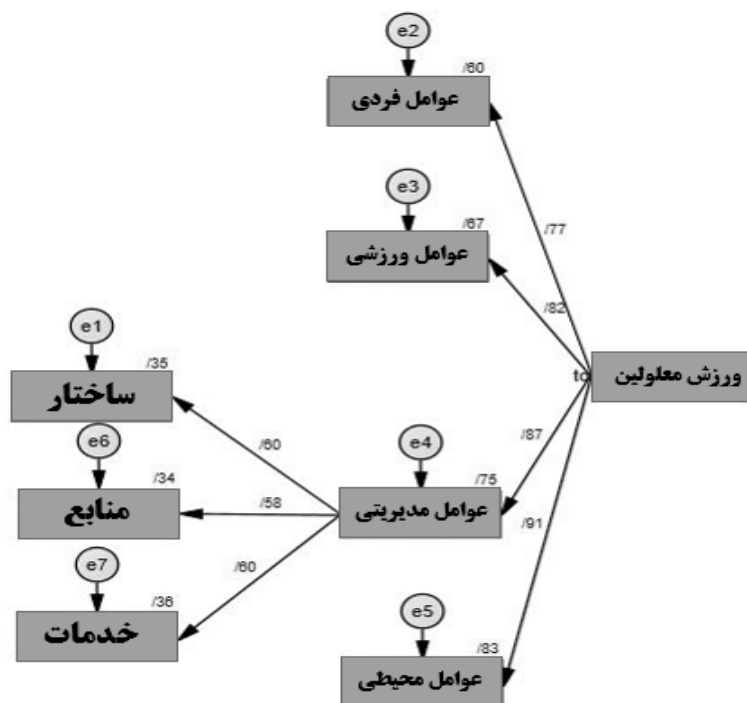 e2
/60
عوامل فردی
e3
/67
عوامل ورزشی
/77
/82
e1
/35
ساختار
to
ورزش معلولین
e6
/60
e4
/87
/34
منابع
/58
/75
عوامل مدیریتی
/91
e7
/60
/36
خدمات
e5
/83
عوامل محیطی